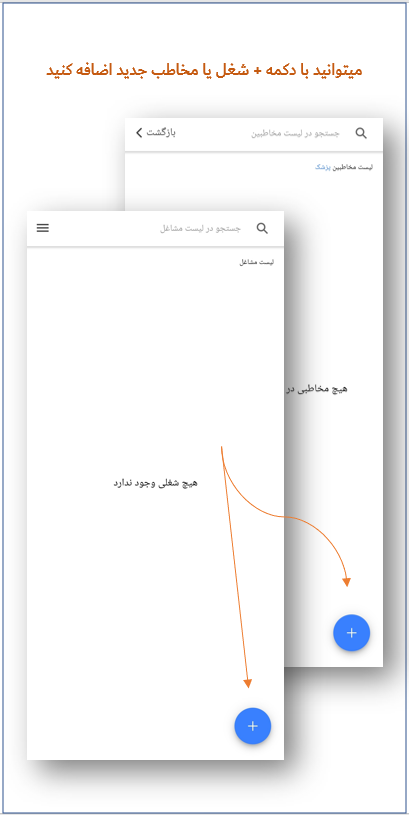 میتوانید با دکمه + شغل یا مخاطب جدید اضافه کنید
جستجو در لیست مخاطبین
بازگشت
لیست مخاطبین پزشک
هیچ مخاطبی در
جستجو در لیست مشاغل
لیست مشاغل
هیچ شغلی وجود ندارد
+
+